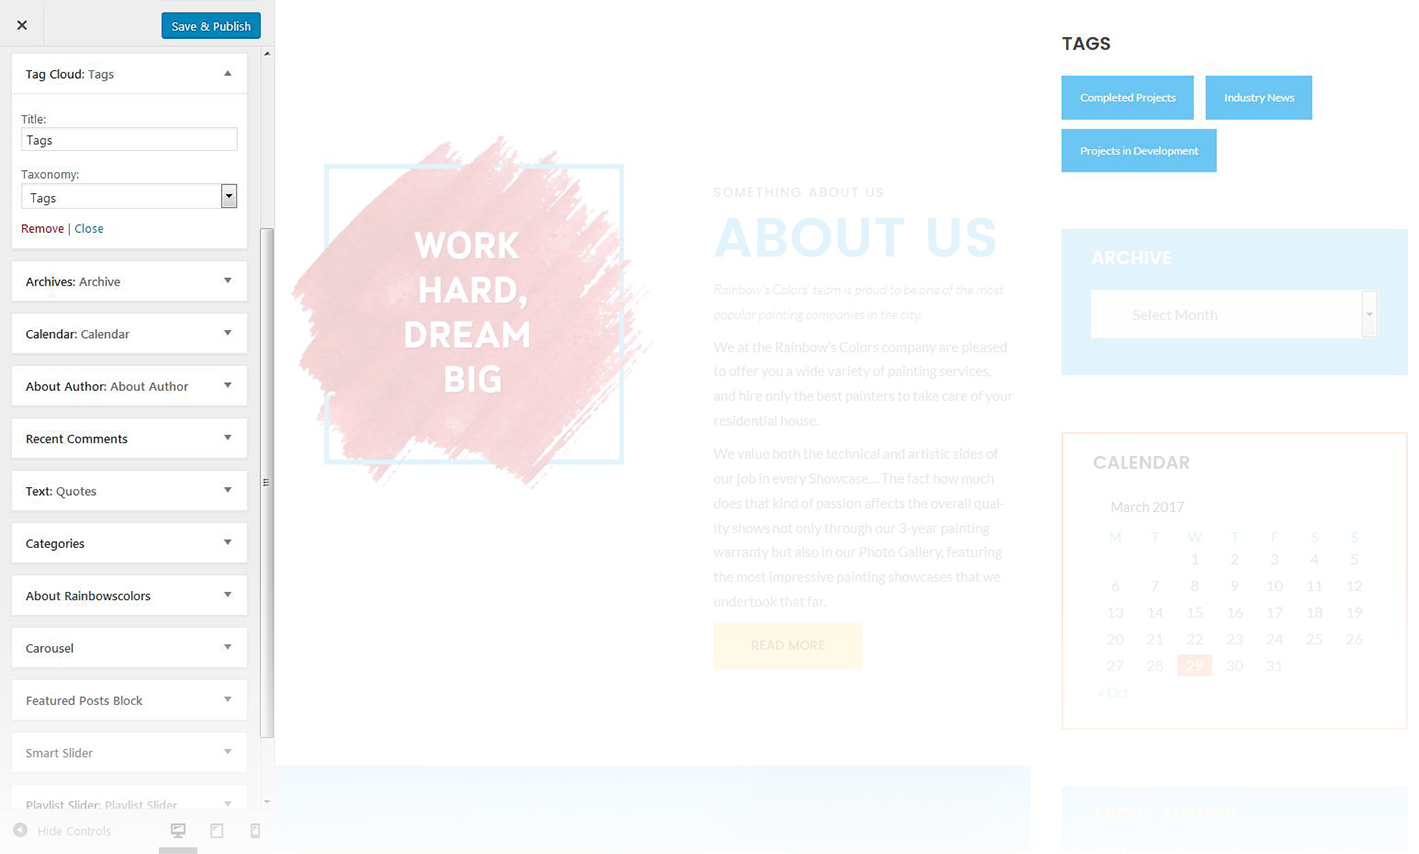 Save & Publish
Tag Cloud: Tags
Title:
Tags
Taxonomy:
Tags
Remove | Close
Archives: Archive
Calendar: Calendar
About Author: About Author
Recent Comments
Text: Quotes
Categories
About Rainbowscolors
Carousel
Featured Posts Block
Smart Slider
Playlist Slider: Playlist Slider
Hide Controls
WORK
HARD,
DREAM
BIG
SOMETHING ABOUT US
ABOUT US
Rainbow's Colors' team is proud to be one of the most
popular painting companies in the city.
We at the Rainbow's Colors company are pleased
to offer you a wide variety of painting services,
and hire only the best painters to take care of your
residential house.
We value both the technical and artistic sides of
our job in every Showcase... The fact how much
does that kind of passion affects the overall qual-
ity shows not only through our 3-year painting
warranty but also in our Photo Gallery, featuring
the most impressive painting showcases that we
undertook that far.
READ MORE
TAGS
Completed Projects
Industry News
Projects in Development
ARCHIVE
Select Month
CALENDAR
March 2017
M T W T F S S
1 2 3 4 5
6 7 8 9 10 11 12
13 14 15 16 17 18 19
20 21 22 23 24 25 26
27 28 29 30 31
« Oct
ABOUT AUTHOR